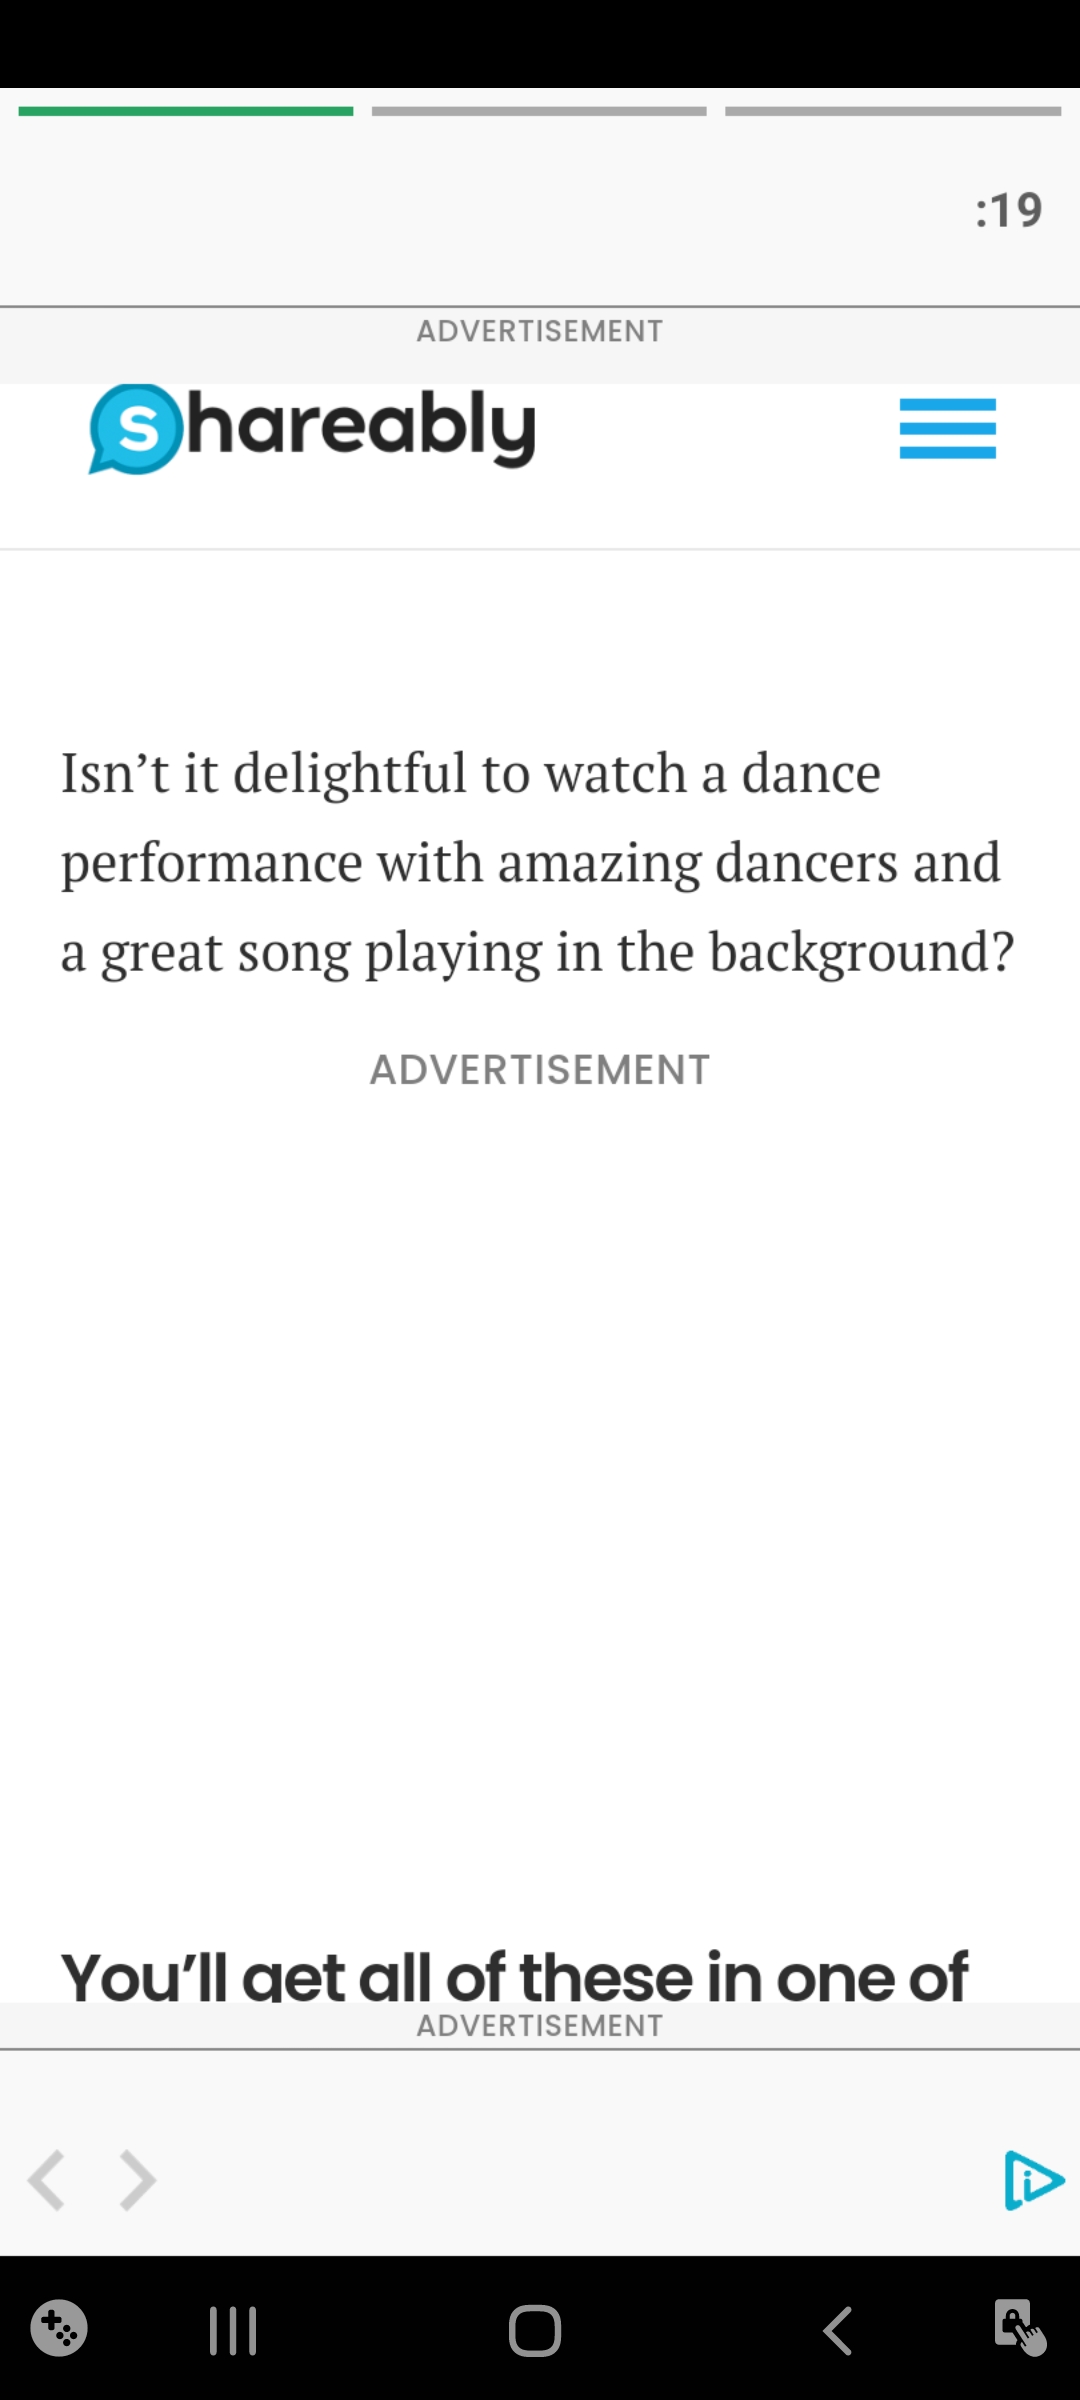 :19
ADVERTISEMENT
shareably
Isn’t it delightful to watch a dance
performance with amazing dancers and
a great song playing in the background?
ADVERTISEMENT
You’ll get all of these in one of
ADVERTISEMENT